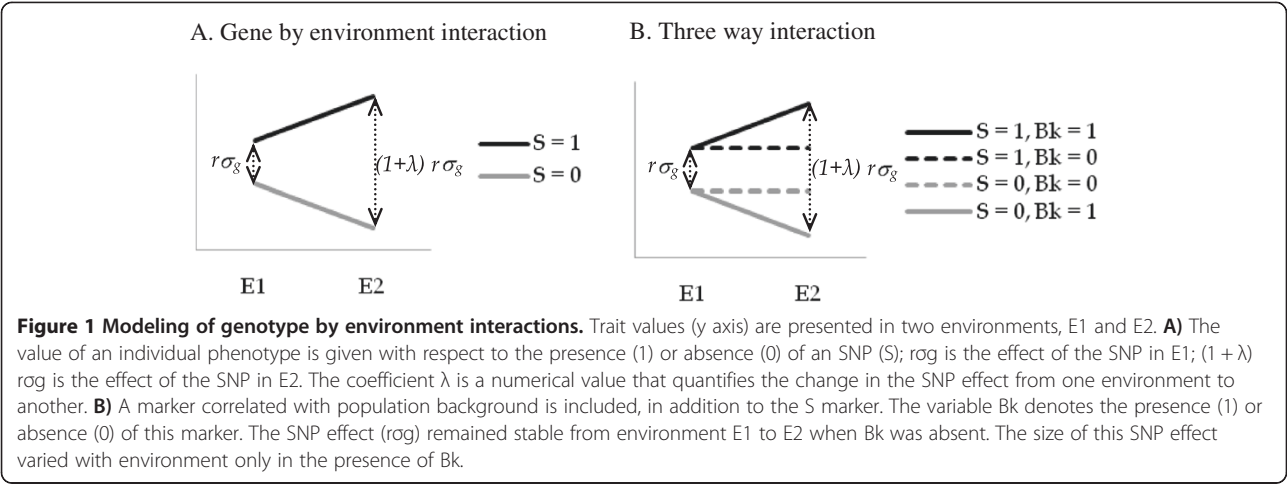 A. Gene by environment interaction
B. Three way interaction
rσg
(1+λ) rσg
S = 1
S = 0
E1
E2
rσg
(1+λ) rσg
S = 1, Bk = 1
S = 1, Bk = 0
S = 0, Bk = 0
S = 0, Bk = 1
E1
E2
Figure 1 Modeling of genotype by environment interactions. Trait values (y axis) are presented in two environments, E1 and E2. A) The
value of an individual phenotype is given with respect to the presence (1) or absence (0) of an SNP (S); rσg is the effect of the SNP in E1; (1 + λ)
rσg is the effect of the SNP in E2. The coefficient λ is a numerical value that quantifies the change in the SNP effect from one environment to
another. B) A marker correlated with population background is included, in addition to the S marker. The variable Bk denotes the presence (1) or
absence (0) of this marker. The SNP effect (rσg) remained stable from environment E1 to E2 when Bk was absent. The size of this SNP effect
varied with environment only in the presence of Bk.